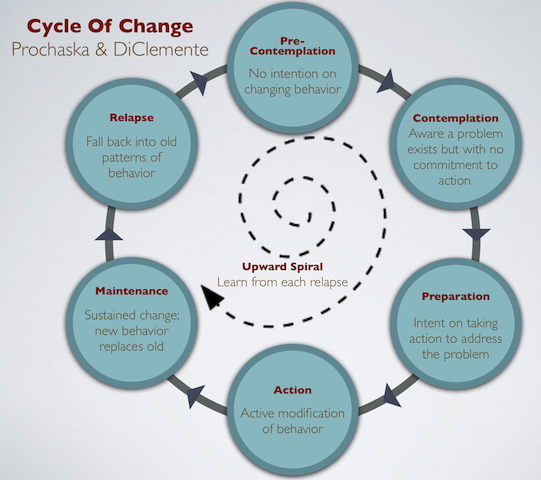 Cycle Of Change
Prochaska & DiClemente
Pre-
Contemplation
No intention on
changing behavior
Contemplation
Aware a problem
exists but with no
commitment to
action.
Preparation
Intent on taking
action to address
the problem
Action
Active modification
of behavior
Maintenance
Sustained change;
new behavior
replaces old
Relapse
Fall back into old
patterns of
behavior
Upward Spiral
Learn from each relapse